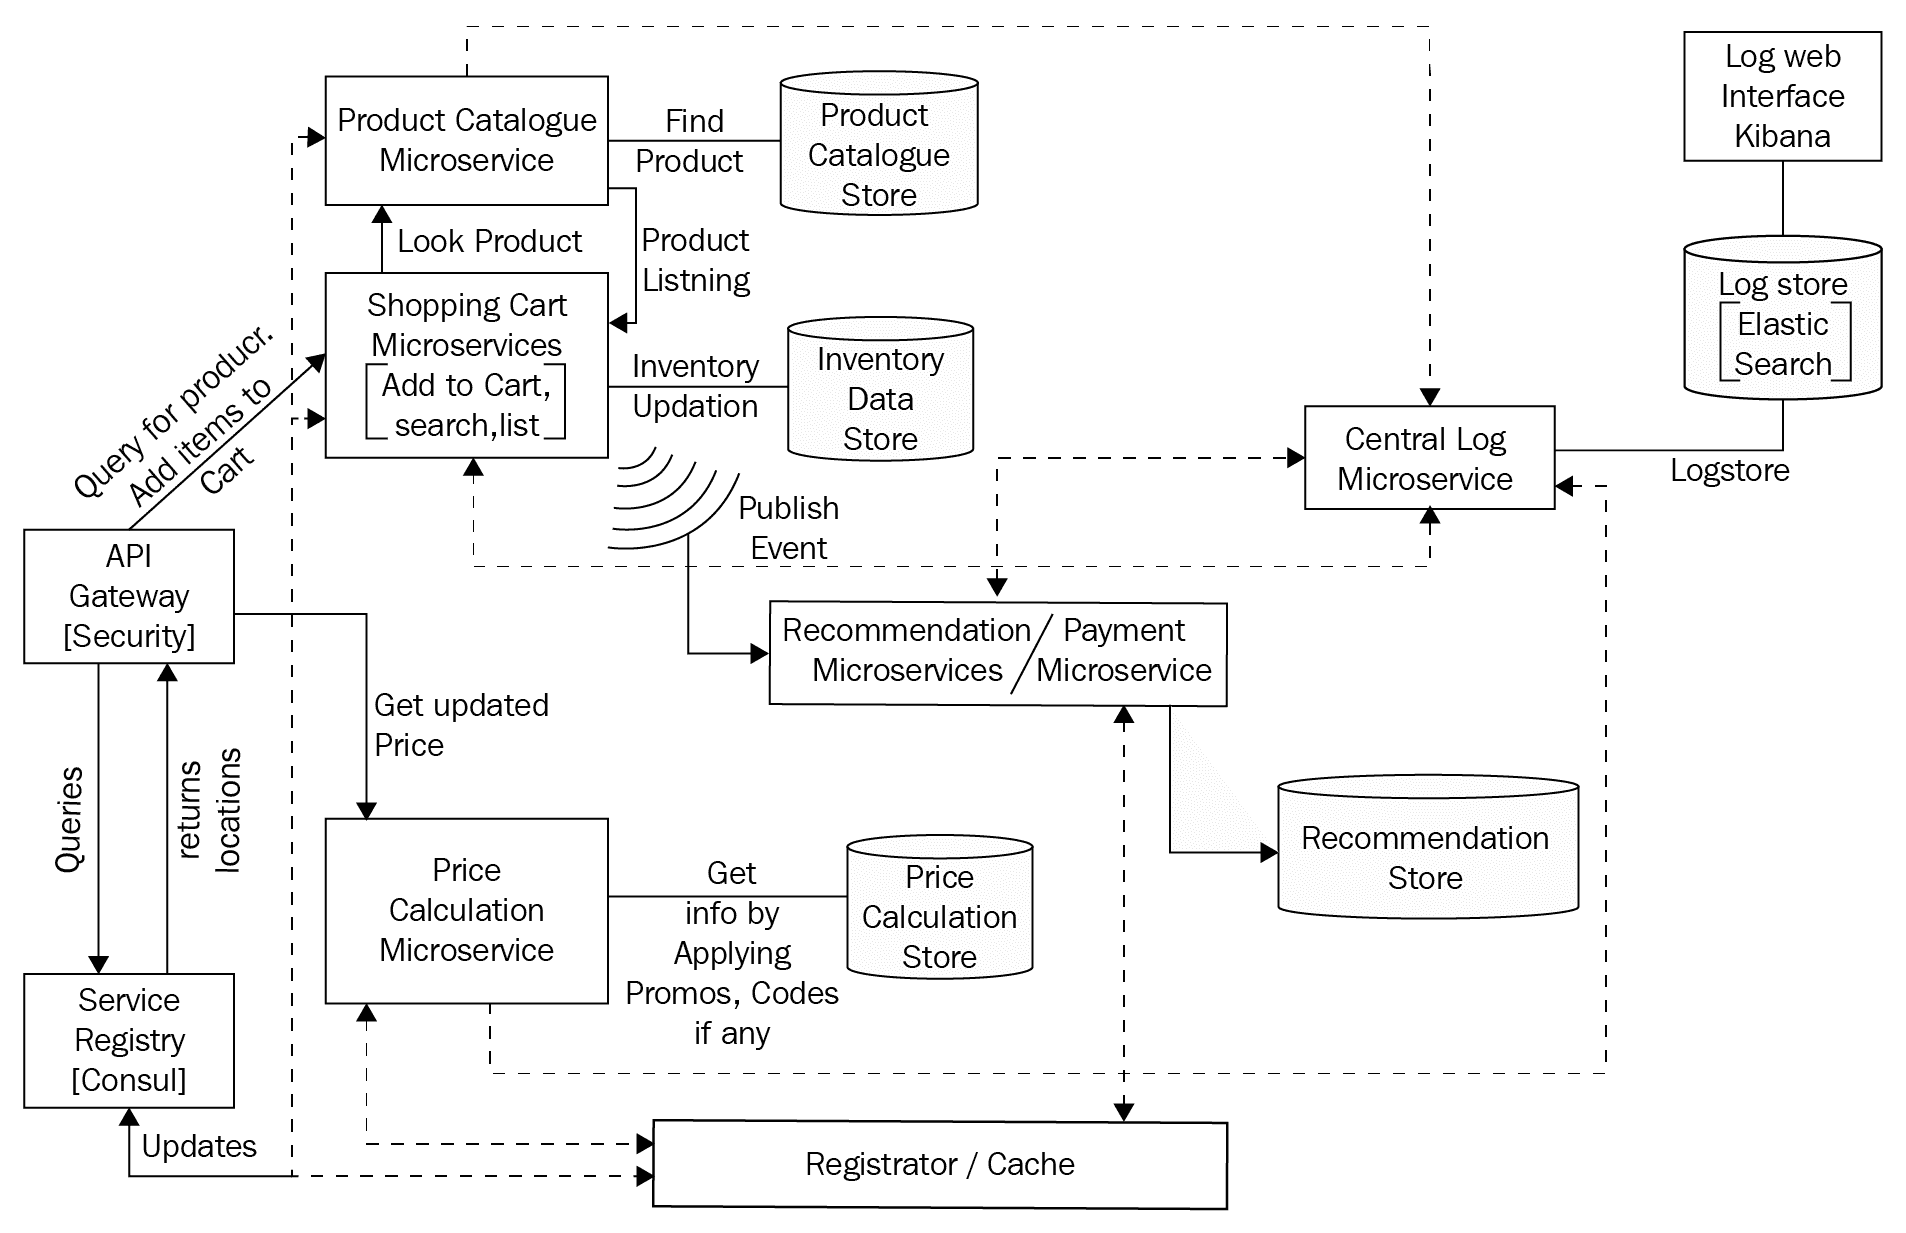 Product Catalogue
Microservice
Find
Product
Product
Catalogue
Store
Log web
Interface
Kibana
Look Product
Product
Listning
Shopping Cart
Microservices
Add to Cart,
search,list
Inventory
Updation
Inventory
Data
Store
Log store
Elastic
Search
Query for producr.
Add items to
Cart
Central Log
Microservice
Logstore
Publish
Event
API
Gateway
[Security]
Recommendation / Payment
Microservices / Microservice
Get updated
Price
Queries
returns
locations
Price
Calculation
Microservice
Get
info by
Applying
Promos, Codes
if any
Price
Calculation
Store
Recommendation
Store
Service
Registry
[Consul]
Updates
Registrator / Cache